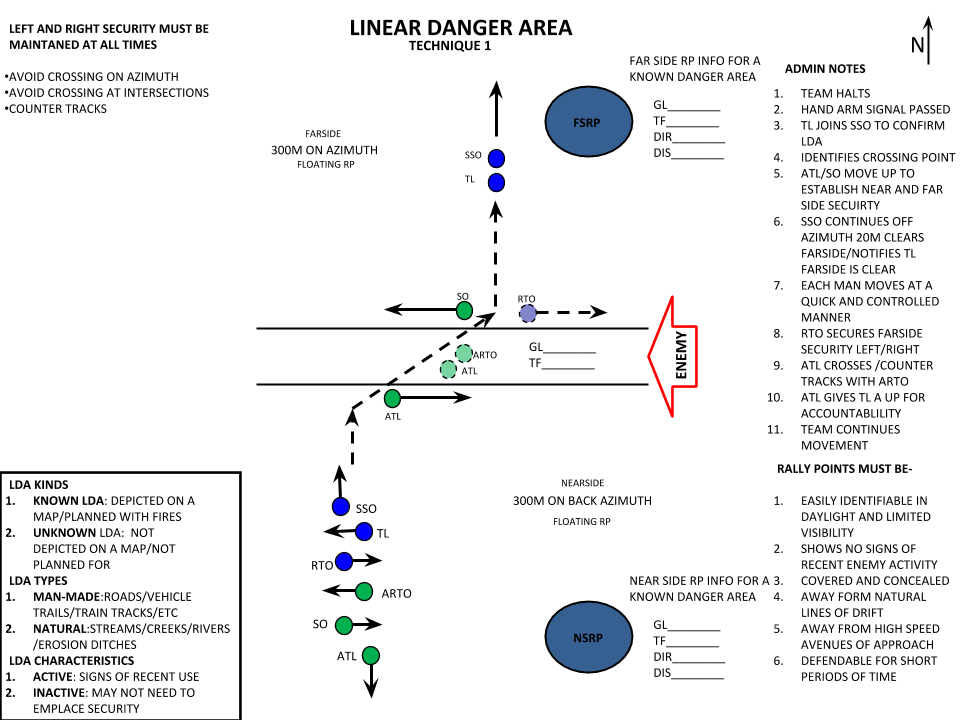 LINEAR DANGER AREA
TECHNIQUE 1
LEFT AND RIGHT SECURITY MUST BE
MAINTANED AT ALL TIMES
•AVOID CROSSING ON AZIMUTH
•AVOID CROSSING AT INTERSECTIONS
•COUNTER TRACKS
N
FARSIDE
300M ON AZIMUTH
FLOATING RP
SSO
TL
FSRP
FAR SIDE RP INFO FOR A
KNOWN DANGER AREA
GL_________
TF_________
DIR_________
DIS_________
SO
RTO
ARTO
ATL
GL_________
TF_________
ENEMY
ATL
SSO
TL
RTO
ARTO
SO
ATL
NEARSIDE
300M ON BACK AZIMUTH
FLOATING RP
NSRP
NEAR SIDE RP INFO FOR A
KNOWN DANGER AREA
GL_________
TF_________
DIR_________
DIS_________
LDA KINDS
1. KNOWN LDA: DEPICTED ON A
MAP/PLANNED WITH FIRES
2. UNKNOWN LDA: NOT
DEPICTED ON A MAP/NOT
PLANNED FOR
LDA TYPES
1. MAN-MADE:ROADS/VEHICLE
TRAILS/TRAIN TRACKS/ETC
2. NATURAL:STREAMS/CREEKS/RIVERS
/EROSION DITCHES
LDA CHARACTERISTICS
1. ACTIVE: SIGNS OF RECENT USE
2. INACTIVE: MAY NOT NEED TO
EMPLACE SECURITY
ADMIN NOTES
1. TEAM HALTS
2. HAND ARM SIGNAL PASSED
3. TL JOINS SSO TO CONFIRM
LDA
4. IDENTIFIES CROSSING POINT
5. ATL/SO MOVE UP TO
ESTABLISH NEAR AND FAR
SIDE SECUIRTY
6. SSO CONTINUES OFF
AZIMUTH 20M CLEARS
FARSIDE/NOTIFIES TL
FARSIDE IS CLEAR
7. EACH MAN MOVES AT A
QUICK AND CONTROLLED
MANNER
8. RTO SECURES FARSIDE
SECURITY LEFT/RIGHT
9. ATL CROSSES /COUNTER
TRACKS WITH ARTO
10. ATL GIVES TL A UP FOR
ACCOUNTABLILITY
11. TEAM CONTINUES
MOVEMENT
RALLY POINTS MUST BE-
1. EASILY IDENTIFIABLE IN
DAYLIGHT AND LIMITED
VISIBILITY
2. SHOWS NO SIGNS OF
RECENT ENEMY ACTIVITY
3. COVERED AND CONCEALED
4. AWAY FORM NATURAL
LINES OF DRIFT
5. AWAY FROM HIGH SPEED
AVENUES OF APPROACH
6. DEFENDABLE FOR SHORT
PERIODS OF TIME